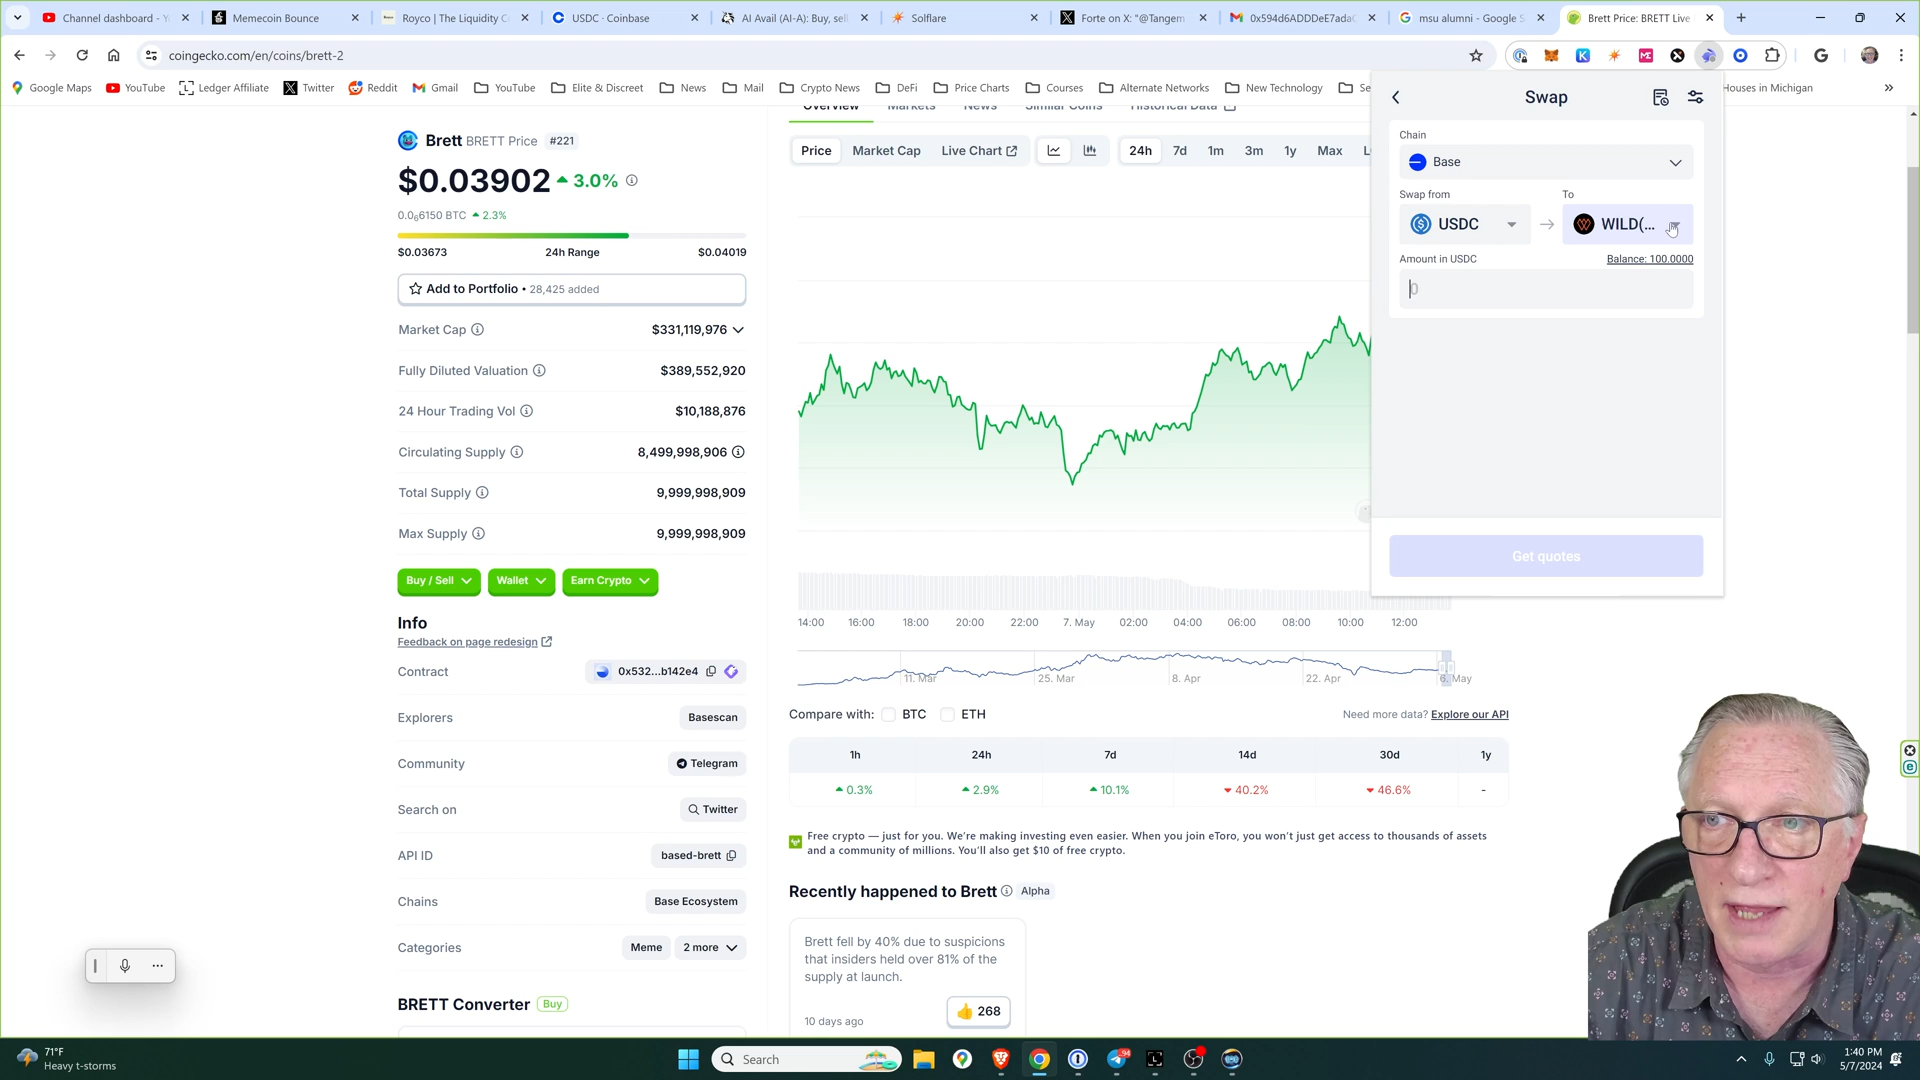 Channel dashboard - Y
Memecoin Bounce
Royco | The Liquidity C
USDC · Coinbase
AI Avail (AI-A): Buy, sel
Solflare
Forte on X: "@Tangem
0x594d6ADDDeE7ada
msu alumni - Google S
Brett Price: BRETT Live
coingecko.com/en/coins/brett-2
Google Maps
YouTube
Ledger Affiliate
Twitter
Reddit
Gmail
YouTube
Elite & Discreet
News
Mail
Crypto News
DeFi
Price Charts
Courses
Alternate Networks
New Technology
Se
Houses in Michigan
Overview
Markets
News
Similar Coins
Historical Data
Brett BRETT Price #221
$0.03902 3.0%
0.0₆6150 BTC 2.3%
$0.03673 24h Range $0.04019
Add to Portfolio • 28,425 added
Market Cap $331,119,976
Fully Diluted Valuation $389,552,920
24 Hour Trading Vol $10,188,876
Circulating Supply 8,499,998,906
Total Supply 9,999,998,909
Max Supply 9,999,998,909
Buy / Sell Wallet Earn Crypto
Info
Feedback on page redesign
Contract 0x532...b142e4
Explorers Basescan
Community Telegram
Search on Twitter
API ID based-brett
Chains Base Ecosystem
Categories Meme 2 more
BRETT Converter Buy
Price Market Cap Live Chart
24h 7d 1m 3m 1y Max L
14:00 16:00 18:00 20:00 22:00 7. May 02:00 04:00 06:00 08:00 10:00 12:00
11. Mar 25. Mar 8. Apr 22. Apr 6. May
Compare with: BTC ETH
Need more data? Explore our API
1h 24h 7d 14d 30d 1y
0.3% 2.9% 10.1% 40.2% 46.6% -
Free crypto — just for you. We're making investing even easier. When you join eToro, you won't just get access to thousands of assets
and a community of millions. You'll also get $10 of free crypto.
Recently happened to Brett Alpha
Brett fell by 40% due to suspicions
that insiders held over 81% of the
supply at launch.
10 days ago
268
Swap
Chain
Base
Swap from To
USDC WILD(...
Amount in USDC Balance: 100.0000
0
Get quotes
71°F
Heavy t-storms
Search
94
1:40 PM
5/7/2024